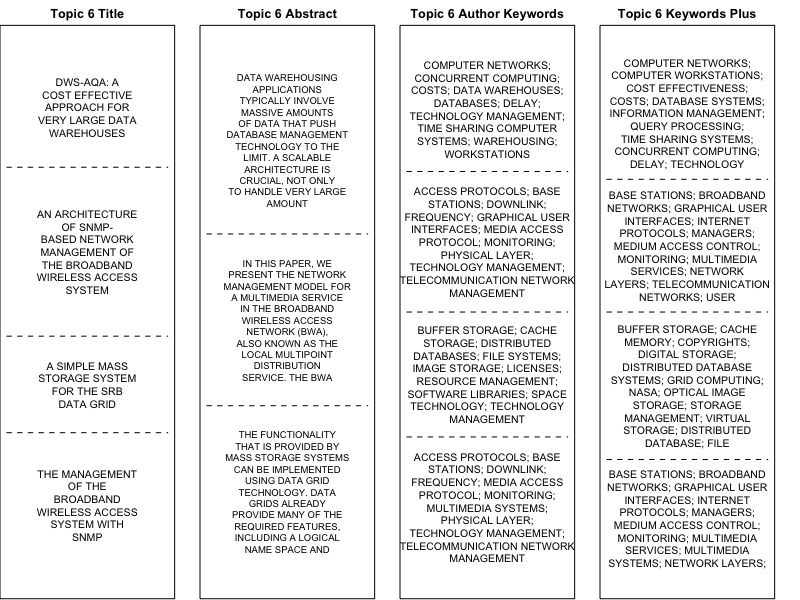 Topic 6 Title
DWS-AQA: A
COST EFFECTIVE
APPROACH FOR
VERY LARGE DATA
WAREHOUSES
AN ARCHITECTURE
OF SNMP-
BASED NETWORK
MANAGEMENT OF
THE BROADBAND
WIRELESS ACCESS
SYSTEM
A SIMPLE MASS
STORAGE SYSTEM
FOR THE SRB
DATA GRID
THE MANAGEMENT
OF THE
BROADBAND
WIRELESS ACCESS
SYSTEM WITH
SNMP
Topic 6 Abstract
DATA WAREHOUSING
APPLICATIONS
TYPICALLY INVOLVE
MASSIVE AMOUNTS
OF DATA THAT PUSH
DATABASE MANAGEMENT
TECHNOLOGY TO THE
LIMIT. A SCALABLE
ARCHITECTURE IS
CRUCIAL, NOT ONLY
TO HANDLE VERY LARGE
AMOUNT
IN THIS PAPER, WE
PRESENT THE NETWORK
MANAGEMENT MODEL FOR
A MULTIMEDIA SERVICE
IN THE BROADBAND
WIRELESS ACCESS
NETWORK (BWA),
ALSO KNOWN AS THE
LOCAL MULTIPOINT
DISTRIBUTION
SERVICE. THE BWA
THE FUNCTIONALITY
THAT IS PROVIDED BY
MASS STORAGE SYSTEMS
CAN BE IMPLEMENTED
USING DATA GRID
TECHNOLOGY. DATA
GRIDS ALREADY
PROVIDE MANY OF THE
REQUIRED FEATURES,
INCLUDING A LOGICAL
NAME SPACE AND
Topic 6 Author Keywords
COMPUTER NETWORKS;
CONCURRENT COMPUTING;
COSTS; DATA WAREHOUSES;
DATABASES; DELAY;
TECHNOLOGY MANAGEMENT;
TIME SHARING COMPUTER
SYSTEMS; WAREHOUSING;
WORKSTATIONS
ACCESS PROTOCOLS; BASE
STATIONS; DOWNLINK;
FREQUENCY; GRAPHICAL USER
INTERFACES; MEDIA ACCESS
PROTOCOL; MONITORING;
PHYSICAL LAYER;
TECHNOLOGY MANAGEMENT;
TELECOMMUNICATION NETWORK
MANAGEMENT
BUFFER STORAGE; CACHE
STORAGE; DISTRIBUTED
DATABASES; FILE SYSTEMS;
IMAGE STORAGE; LICENSES;
RESOURCE MANAGEMENT;
SOFTWARE LIBRARIES; SPACE
TECHNOLOGY; TECHNOLOGY
MANAGEMENT
ACCESS PROTOCOLS; BASE
STATIONS; DOWNLINK;
FREQUENCY; MEDIA ACCESS
PROTOCOL; MONITORING;
MULTIMEDIA SYSTEMS;
PHYSICAL LAYER;
TECHNOLOGY MANAGEMENT;
TELECOMMUNICATION NETWORK
MANAGEMENT
Topic 6 Keywords Plus
COMPUTER NETWORKS;
COMPUTER WORKSTATIONS;
COST EFFECTIVENESS;
COSTS; DATABASE SYSTEMS;
INFORMATION MANAGEMENT;
QUERY PROCESSING;
TIME SHARING SYSTEMS;
CONCURRENT COMPUTING;
DELAY; TECHNOLOGY
BASE STATIONS; BROADBAND
NETWORKS; GRAPHICAL USER
INTERFACES; INTERNET
PROTOCOLS; MANAGERS;
MEDIUM ACCESS CONTROL;
MONITORING; MULTIMEDIA
SERVICES; NETWORK
LAYERS; TELECOMMUNICATION
NETWORKS; USER
BUFFER STORAGE; CACHE
MEMORY; COPYRIGHTS;
DIGITAL STORAGE;
DISTRIBUTED DATABASE
SYSTEMS; GRID COMPUTING;
NASA; OPTICAL IMAGE
STORAGE; STORAGE
MANAGEMENT; VIRTUAL
STORAGE; DISTRIBUTED
DATABASE; FILE
BASE STATIONS; BROADBAND
NETWORKS; GRAPHICAL USER
INTERFACES; INTERNET
PROTOCOLS; MANAGERS;
MEDIUM ACCESS CONTROL;
MONITORING; MULTIMEDIA
SERVICES; MULTIMEDIA
SYSTEMS; NETWORK LAYERS;